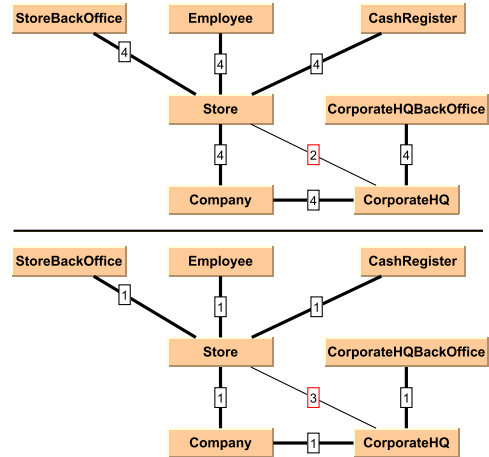 StoreBackOffice Employee CashRegister
4 4 4
Store CorporateHQBackOffice
4 2 4
Company 4 CorporateHQ
StoreBackOffice Employee CashRegister
1 1 1
Store CorporateHQBackOffice
1 3 1
Company 1 CorporateHQ